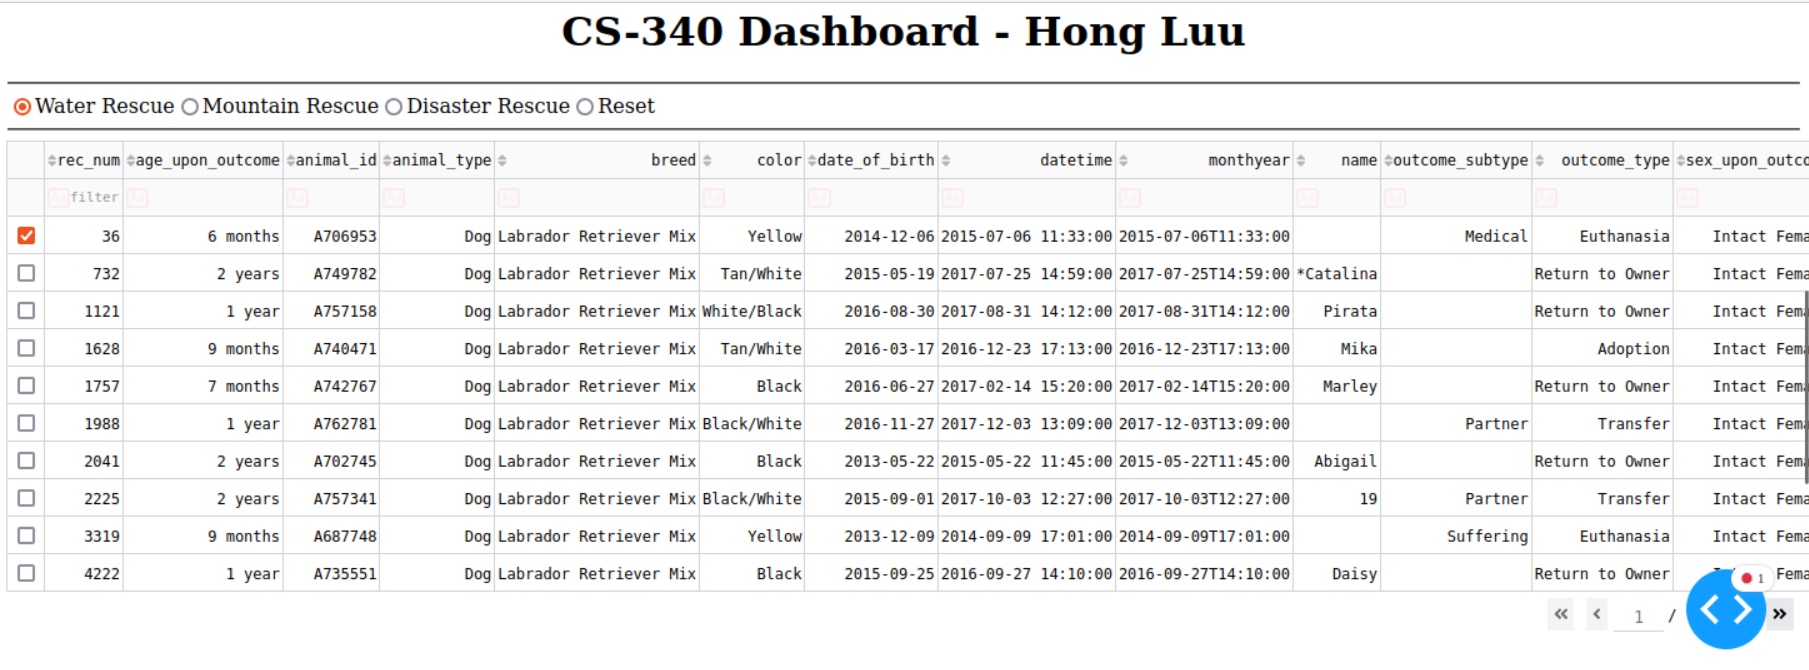 CS-340 Dashboard - Hong Luu
Water Rescue Mountain Rescue Disaster Rescue Reset
rec_num age_upon_outcome animal_id animal_type breed color date_of_birth datetime monthyear name outcome_subtype outcome_type sex_upon_outco
Aa filter Aa Aa Aa Aa Aa Aa Aa Aa Aa Aa Aa Aa
36 6 months A706953 Dog Labrador Retriever Mix Yellow 2014-12-06 2015-07-06 11:33:00 2015-07-06T11:33:00 Medical Euthanasia Intact Fema
732 2 years A749782 Dog Labrador Retriever Mix Tan/White 2015-05-19 2017-07-25 14:59:00 2017-07-25T14:59:00 *Catalina Return to Owner Intact Fema
1121 1 year A757158 Dog Labrador Retriever Mix White/Black 2016-08-30 2017-08-31 14:12:00 2017-08-31T14:12:00 Pirata Return to Owner Intact Fema
1628 9 months A740471 Dog Labrador Retriever Mix Tan/White 2016-03-17 2016-12-23 17:13:00 2016-12-23T17:13:00 Mika Adoption Intact Fema
1757 7 months A742767 Dog Labrador Retriever Mix Black 2016-06-27 2017-02-14 15:20:00 2017-02-14T15:20:00 Marley Return to Owner Intact Fema
1988 1 year A762781 Dog Labrador Retriever Mix Black/White 2016-11-27 2017-12-03 13:09:00 2017-12-03T13:09:00 Partner Transfer Intact Fema
2041 2 years A702745 Dog Labrador Retriever Mix Black 2013-05-22 2015-05-22 11:45:00 2015-05-22T11:45:00 Abigail Return to Owner Intact Fema
2225 2 years A757341 Dog Labrador Retriever Mix Black/White 2015-09-01 2017-10-03 12:27:00 2017-10-03T12:27:00 19 Partner Transfer Intact Fema
3319 9 months A687748 Dog Labrador Retriever Mix Yellow 2013-12-09 2014-09-09 17:01:00 2014-09-09T17:01:00 Suffering Euthanasia Intact Fema
4222 1 year A735551 Dog Labrador Retriever Mix Black 2015-09-25 2016-09-27 14:10:00 2016-09-27T14:10:00 Daisy Return to Owner Fema
1
« ‹ 1 / »